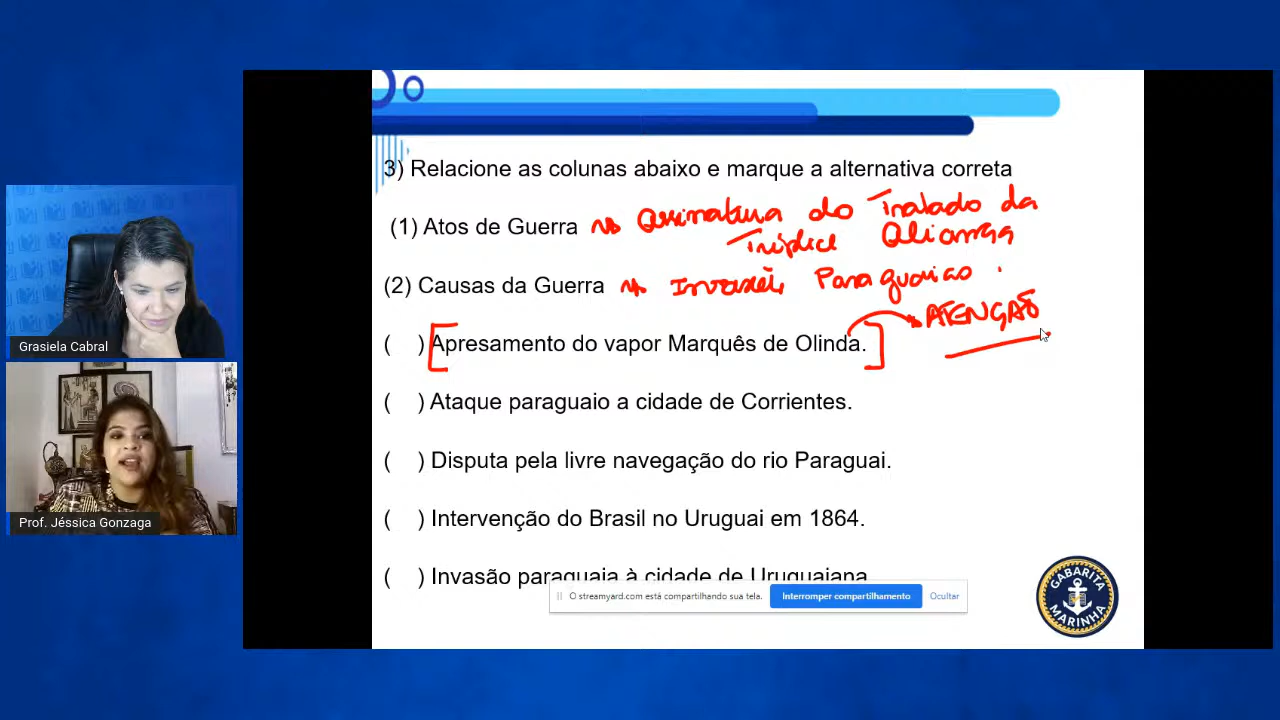 3) Relacione as colunas abaixo e marque a alternativa correta
(1) Atos de Guerra Assinatura do Tratado da
Tríplice Aliança
(2) Causas da Guerra Paraguaias
( ) [Apresamento do vapor Marquês de Olinda.] ATENÇÃO
( ) Ataque paraguaio a cidade de Corrientes.
( ) Disputa pela livre navegação do rio Paraguai.
( ) Intervenção do Brasil no Uruguai em 1864.
( ) Invasão paraguaia à cidade de Uruguaiana
Grasiela Cabral
Prof. Jéssica Gonzaga
O streamyard.com está compartilhando sua tela. Interromper compartilhamento Ocultar
GABARITA
MARINHA